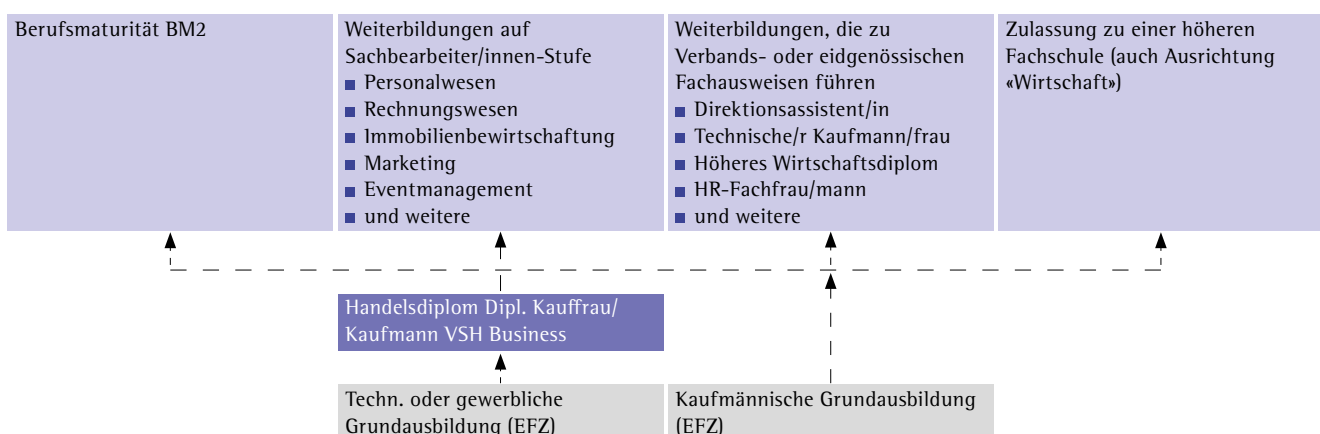 Berufsmaturität BM2
Weiterbildungen auf
Sachbearbeiter/innen-Stufe
Personalwesen
Rechnungswesen
Immobilienbewirtschaftung
Marketing
Eventmanagement
und weitere
Weiterbildungen, die zu
Verbands- oder eidgenössischen
Fachausweisen führen
Direktionsassistent/in
Technische/r Kaufmann/frau
Höheres Wirtschaftsdiplom
HR-Fachfrau/mann
und weitere
Zulassung zu einer höheren
Fachschule (auch Ausrichtung
«Wirtschaft»)
Handelsdiplom Dipl. Kauffrau/
Kaufmann VSH Business
Techn. oder gewerbliche
Grundausbildung (EFZ)
Kaufmännische Grundausbildung
(EFZ)